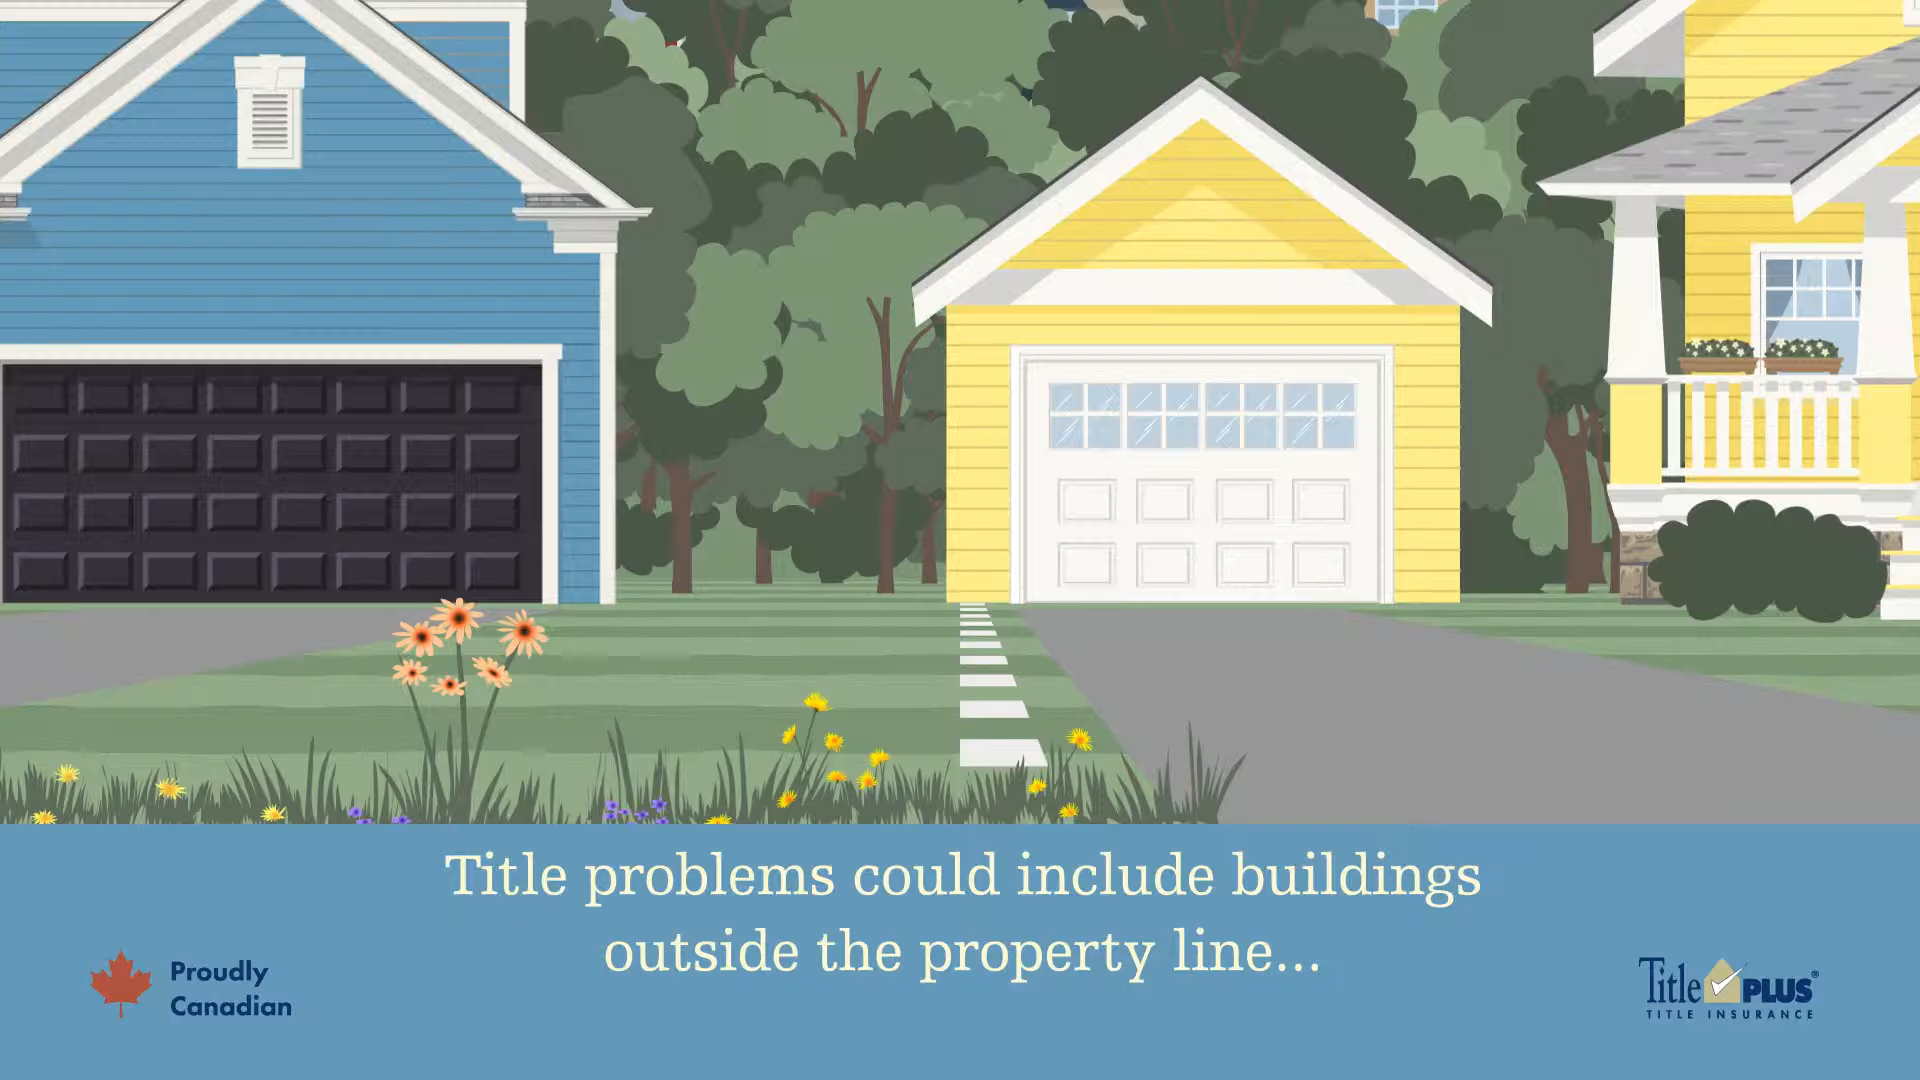 Title problems could include buildings
outside the property line...
Proudly
Canadian
Title PLUS®
TITLE INSURANCE